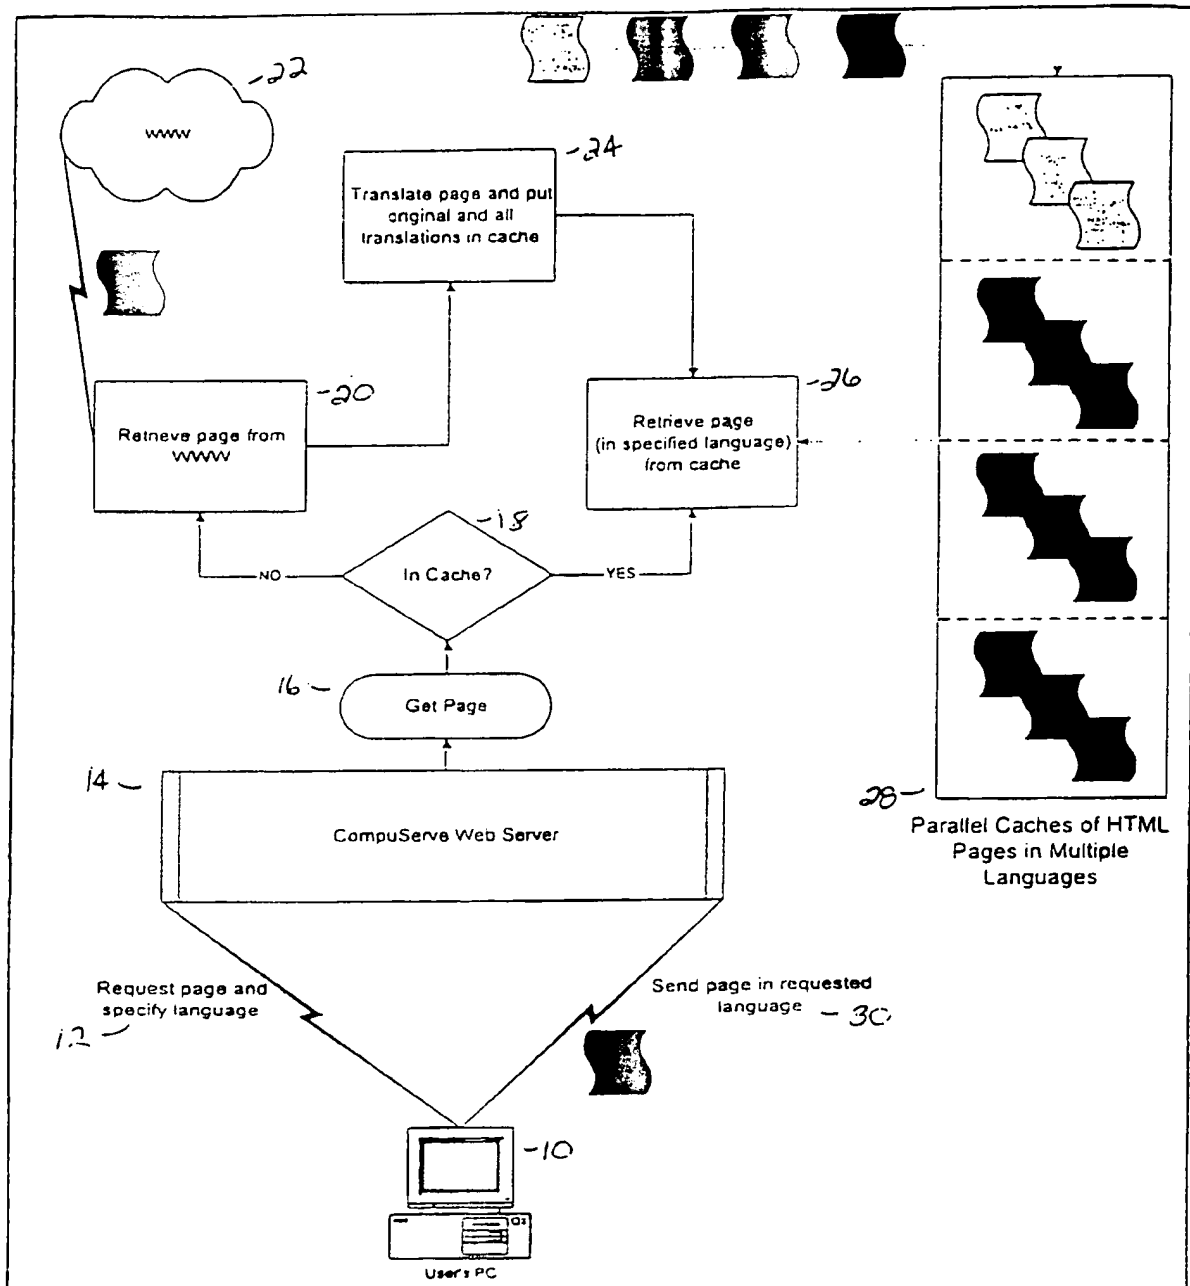 -22
WWW
-24
Translate page and put
original and all
translations in cache
-20
Retrieve page from
WWW
-26
Retrieve page
(in specified language)
from cache
-18
In Cache?
NO
YES
16 -
Get Page
14 -
CompuServe Web Server
28 -
Parallel Caches of HTML
Pages in Multiple
Languages
Request page and
specify language
12
Send page in requested
language
- 30
-10
User's PC